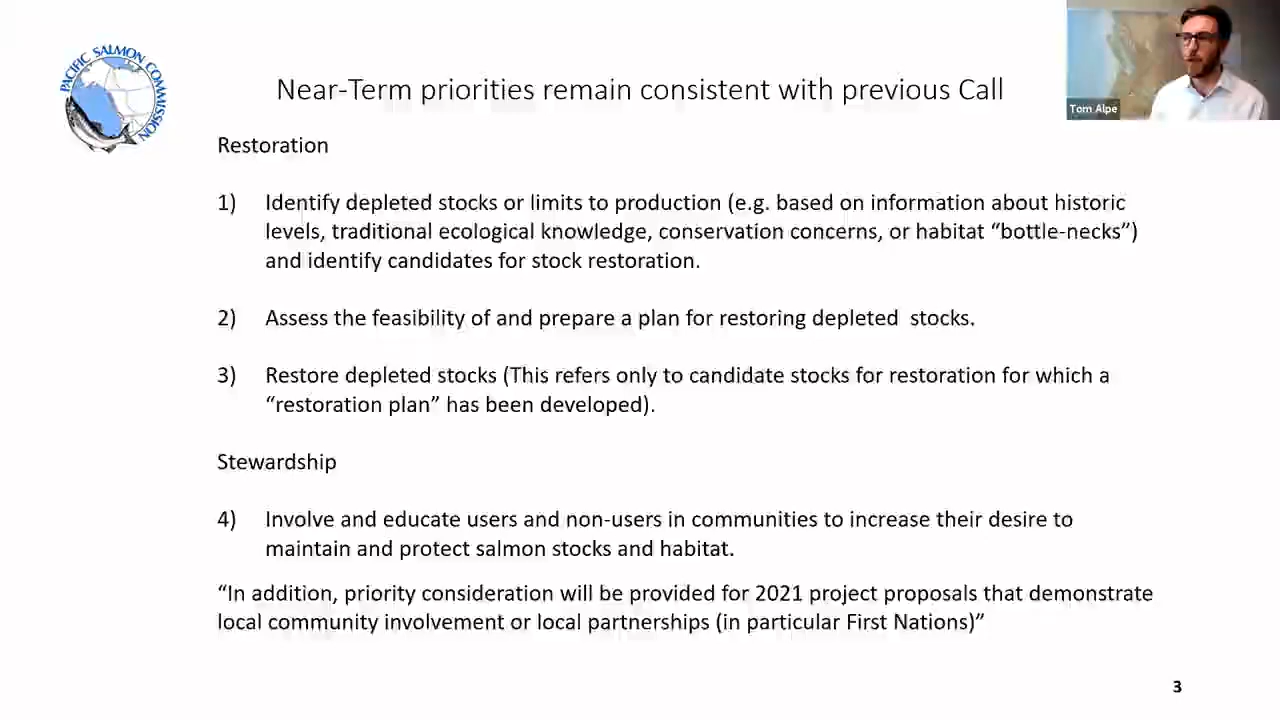 PACIFIC SALMON COMMISSION
Near-Term priorities remain consistent with previous Call
Tom Alpe
Restoration
1) Identify depleted stocks or limits to production (e.g. based on information about historic
levels, traditional ecological knowledge, conservation concerns, or habitat “bottle-necks”)
and identify candidates for stock restoration.
2) Assess the feasibility of and prepare a plan for restoring depleted  stocks.
3) Restore depleted stocks (This refers only to candidate stocks for restoration for which a
“restoration plan” has been developed).
Stewardship
4) Involve and educate users and non-users in communities to increase their desire to
maintain and protect salmon stocks and habitat.
“In addition, priority consideration will be provided for 2021 project proposals that demonstrate
local community involvement or local partnerships (in particular First Nations)”
3